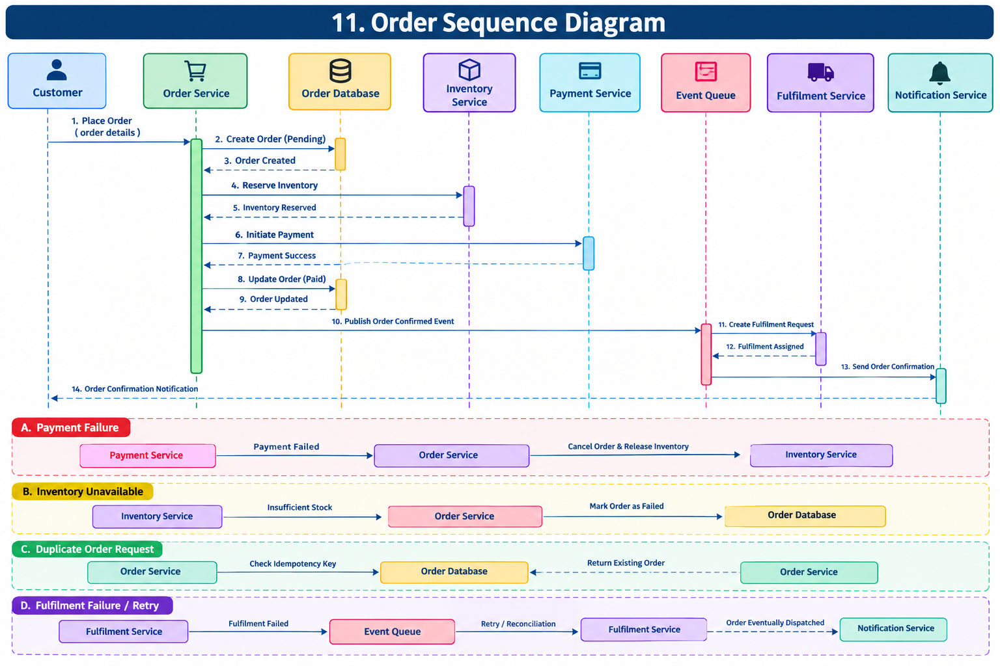 11. Order Sequence Diagram
Customer
Order Service
Order Database
Inventory
Service
Payment Service
Event Queue
Fulfilment Service
Notification Service
1. Place Order
( order details )
2. Create Order (Pending)
3. Order Created
4. Reserve Inventory
5. Inventory Reserved
6. Initiate Payment
7. Payment Success
8. Update Order (Paid)
9. Order Updated
10. Publish Order Confirmed Event
11. Create Fulfilment Request
12. Fulfilment Assigned
13. Send Order Confirmation
14. Order Confirmation Notification
A. Payment Failure
Payment Service
Payment Failed
Order Service
Cancel Order & Release Inventory
Inventory Service
B. Inventory Unavailable
Inventory Service
Insufficient Stock
Order Service
Mark Order as Failed
Order Database
C. Duplicate Order Request
Order Service
Check Idempotency Key
Order Database
Return Existing Order
Order Service
D. Fulfilment Failure / Retry
Fulfilment Service
Fulfilment Failed
Event Queue
Retry / Reconciliation
Fulfilment Service
Order Eventually Dispatched
Notification Service